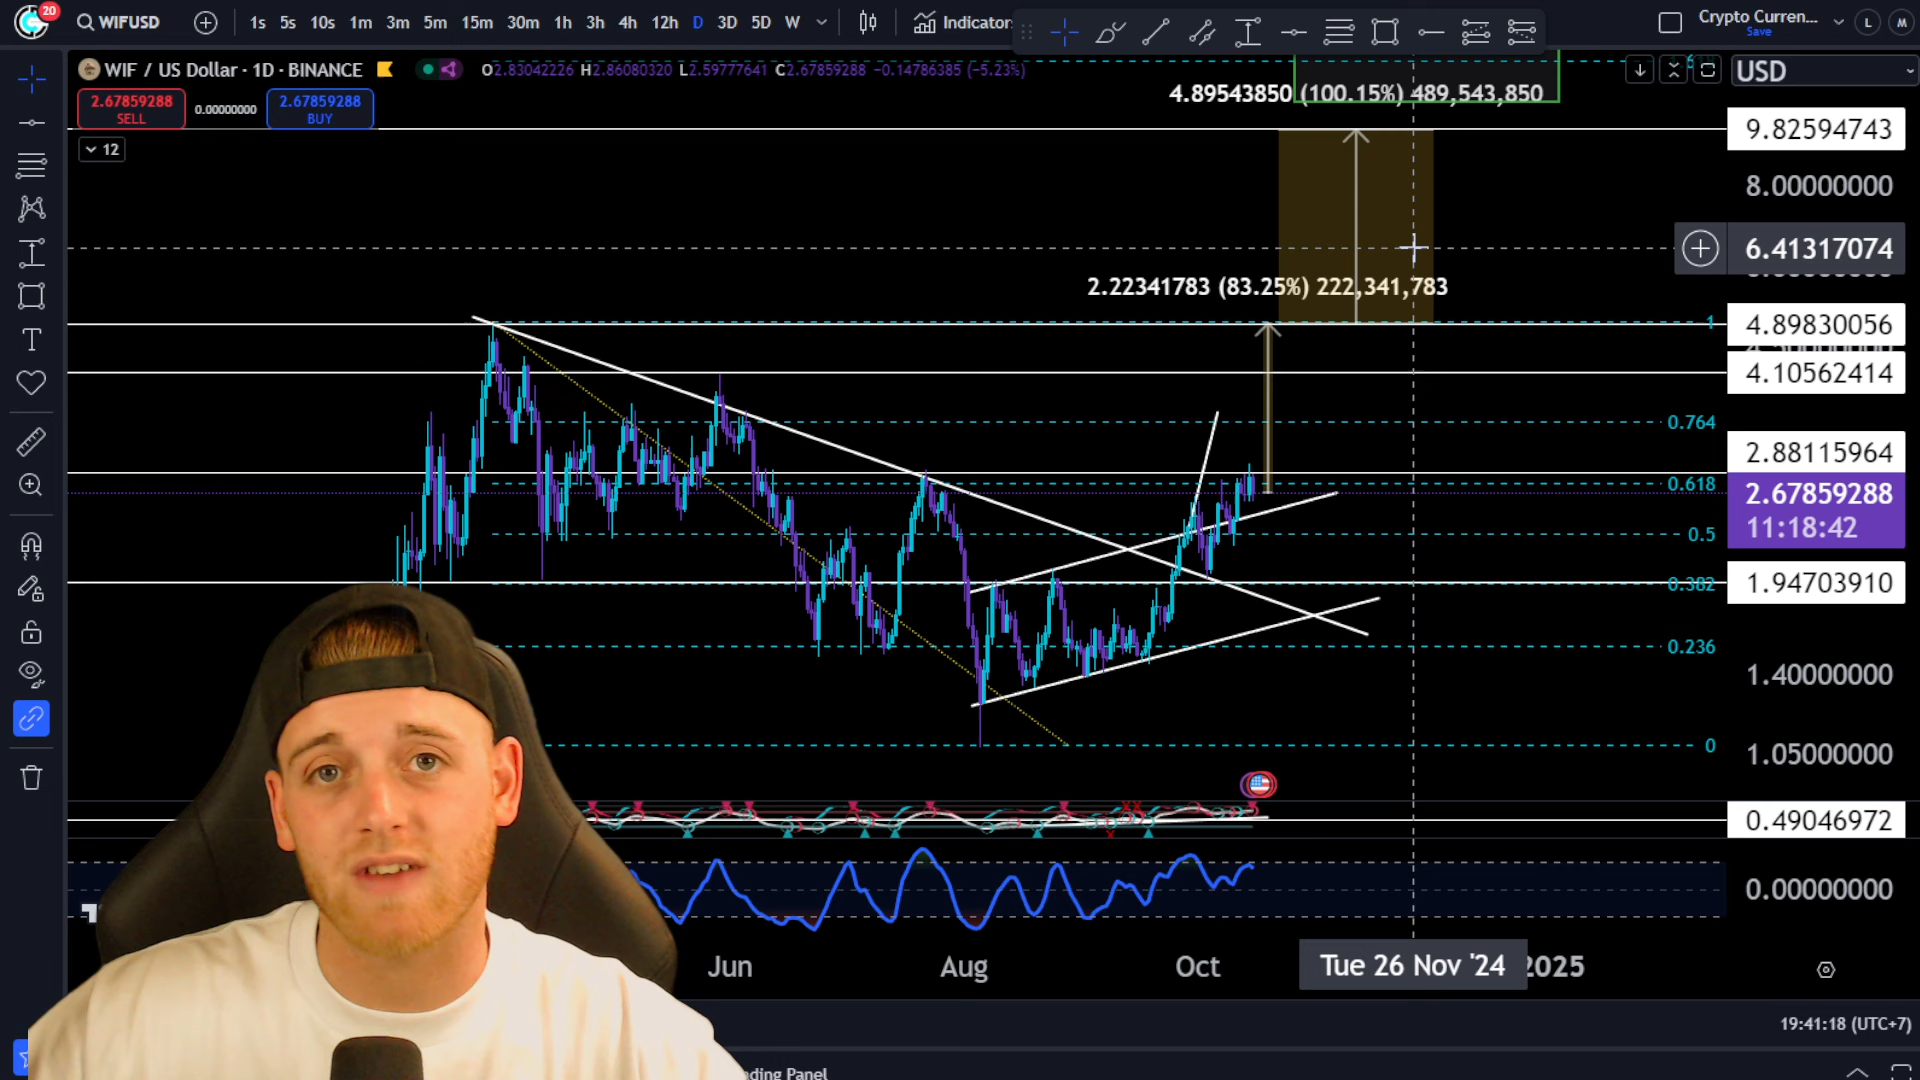 20
WIFUSD
1s 5s 10s 1m 3m 5m 15m 30m 1h 3h 4h 12h D 3D 5D W
Indicator
Crypto Curren...
Save
L
M
WIF / US Dollar · 1D · BINANCE
O2.83042226 H2.86080320 L2.59777641 C2.67859288 −0.14786385 (−5.23%)
USD
2.67859288
SELL
0.00000000
2.67859288
BUY
4.89543850 (100.15%) 489,543,850
12
9.82594743
8.00000000
6.41317074
2.22341783 (83.25%) 222,341,783
1
4.89830056
4.10562414
0.764
2.88115964
0.618
2.67859288
11:18:42
0.5
0.382
1.94703910
0.236
1.40000000
0
1.05000000
0.49046972
0.00000000
Jun
Aug
Oct
Tue 26 Nov '24
2025
19:41:18 (UTC+7)
Panel